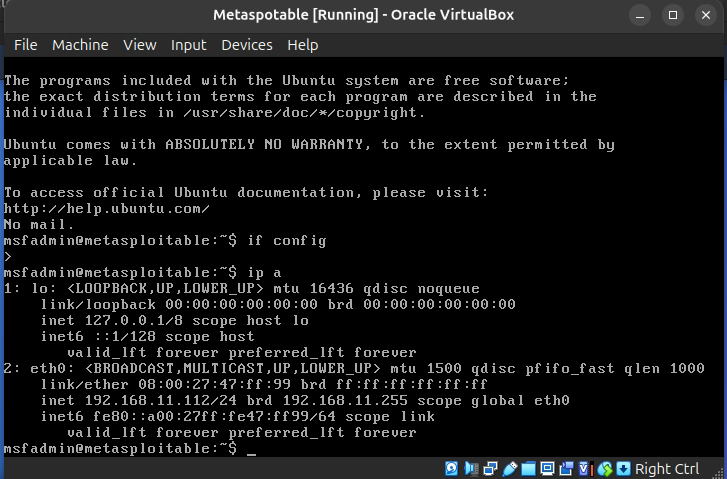 Metaspotable [Running] - Oracle VirtualBox
File Machine View Input Devices Help
The programs included with the Ubuntu system are free software;
the exact distribution terms for each program are described in the
individual files in /usr/share/doc/*/copyright.
Ubuntu comes with ABSOLUTELY NO WARRANTY, to the extent permitted by
applicable law.
To access official Ubuntu documentation, please visit:
http://help.ubuntu.com/
No mail.
msfadmin@metasploitable:~$ if config
>
msfadmin@metasploitable:~$ ip a
1: lo: <LOOPBACK,UP,LOWER_UP> mtu 16436 qdisc noqueue
    link/loopback 00:00:00:00:00:00 brd 00:00:00:00:00:00
    inet 127.0.0.1/8 scope host lo
    inet6 ::1/128 scope host
       valid_lft forever preferred_lft forever
2: eth0: <BROADCAST,MULTICAST,UP,LOWER_UP> mtu 1500 qdisc pfifo_fast qlen 1000
    link/ether 08:00:27:47:ff:99 brd ff:ff:ff:ff:ff:ff
    inet 192.168.11.112/24 brd 192.168.11.255 scope global eth0
    inet6 fe80::a00:27ff:fe47:ff99/64 scope link
       valid_lft forever preferred_lft forever
msfadmin@metasploitable:~$ _
Right Ctrl